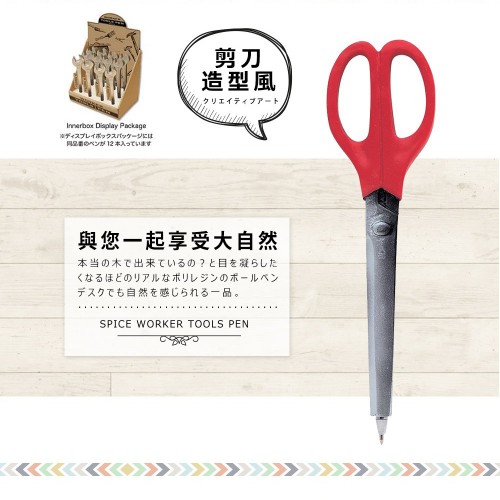 Innerbox Display Package
※ディスプレイボックスパッケージには
同品番のペンが12本入っています
剪刀
造型風
クリエイティブアート
與您一起享受大自然
本当の木で出来ているの？と目を凝らした
くなるほどのリアルなポリレジンのボールペン
デスクでも自然を感じられる一品。
SPICE WORKER TOOLS PEN